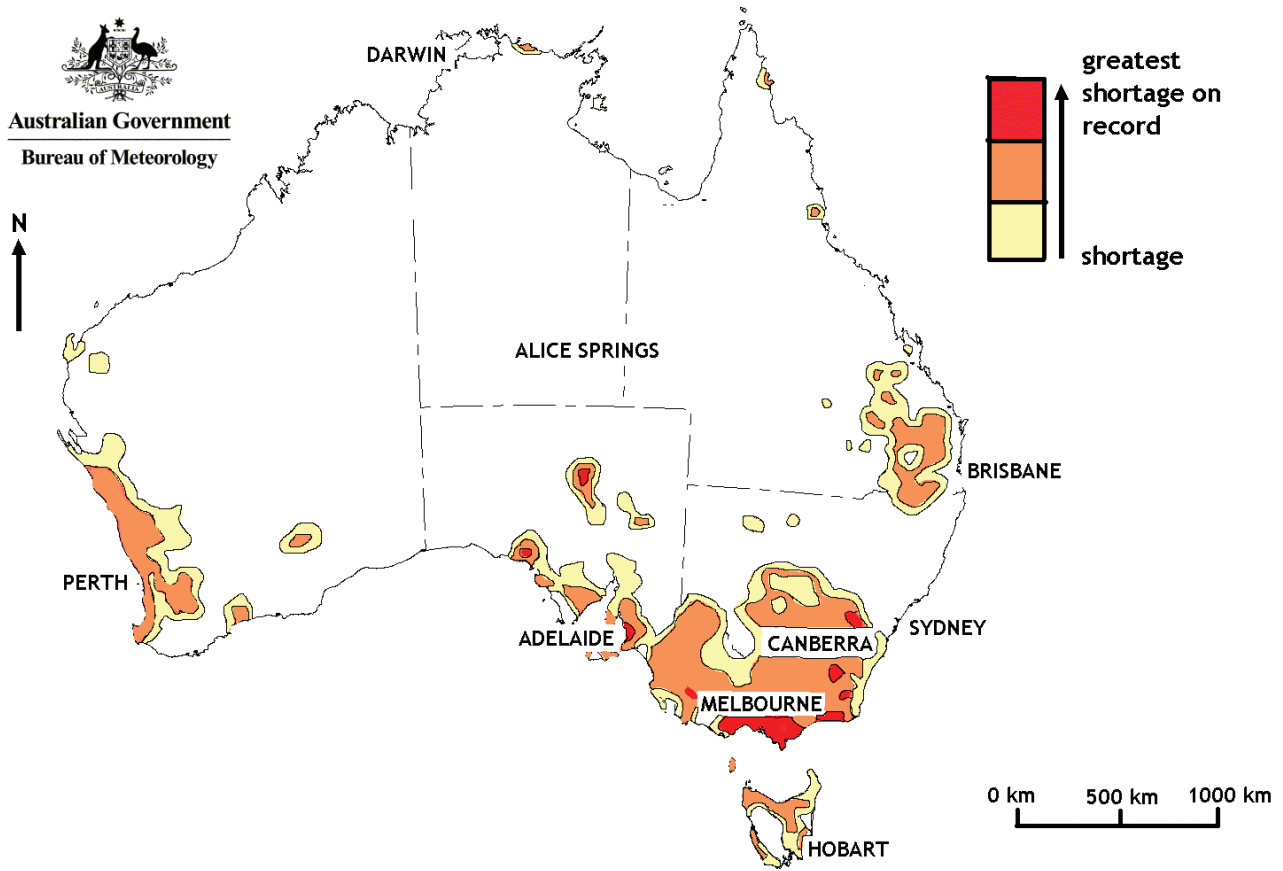 Australian Government
Bureau of Meteorology
N
DARWIN
ALICE SPRINGS
BRISBANE
PERTH
ADELAIDE
CANBERRA
SYDNEY
MELBOURNE
HOBART
greatest
shortage on
record
shortage
0 km 500 km 1000 km